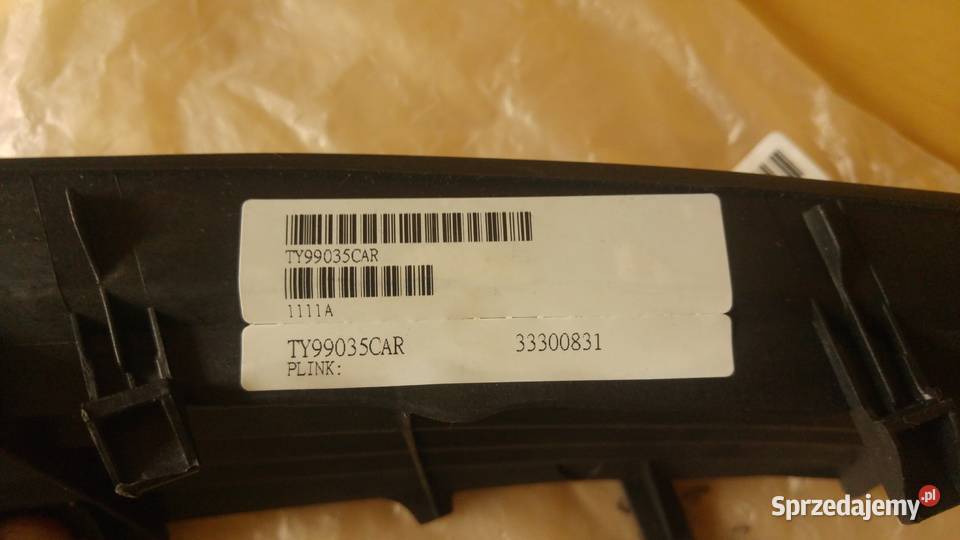 TY99035CAR
1111A
TY99035CAR 33300831
PLINK:
Sprzedajemy.pl